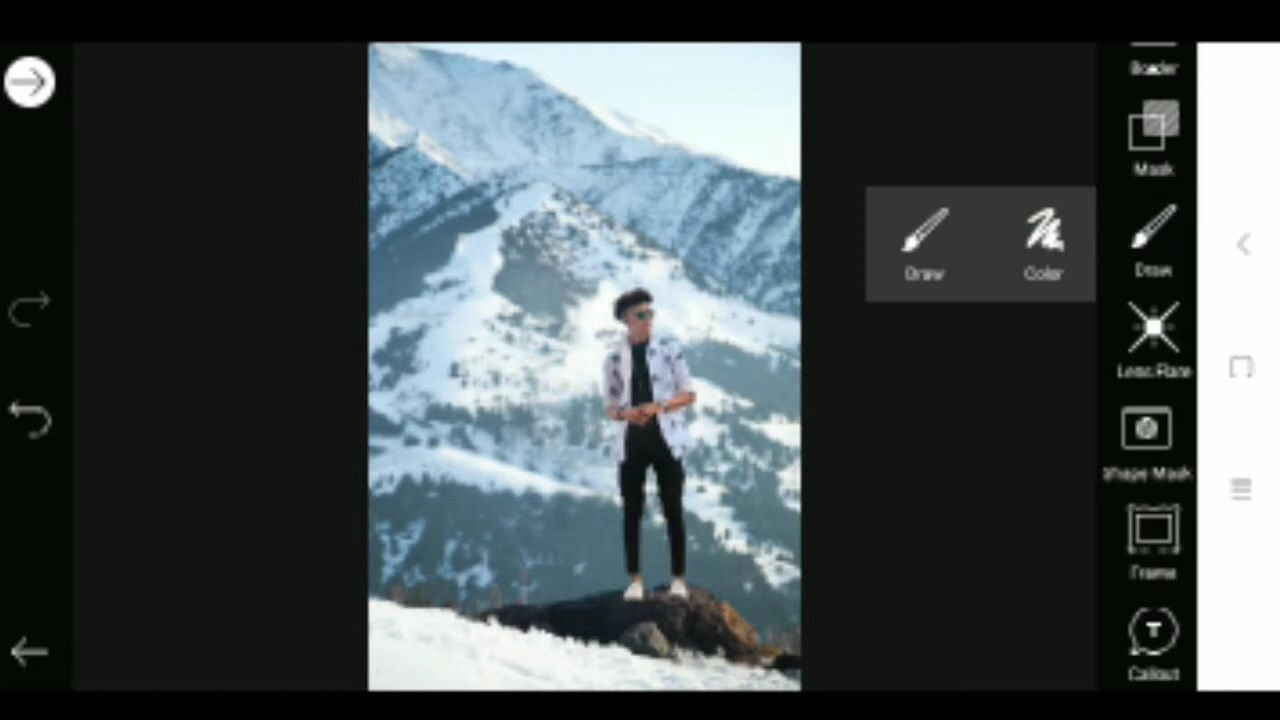 Border
Mask
Draw
Color
Draw
Lens Flare
Shape Mask
Frame
T
Callout